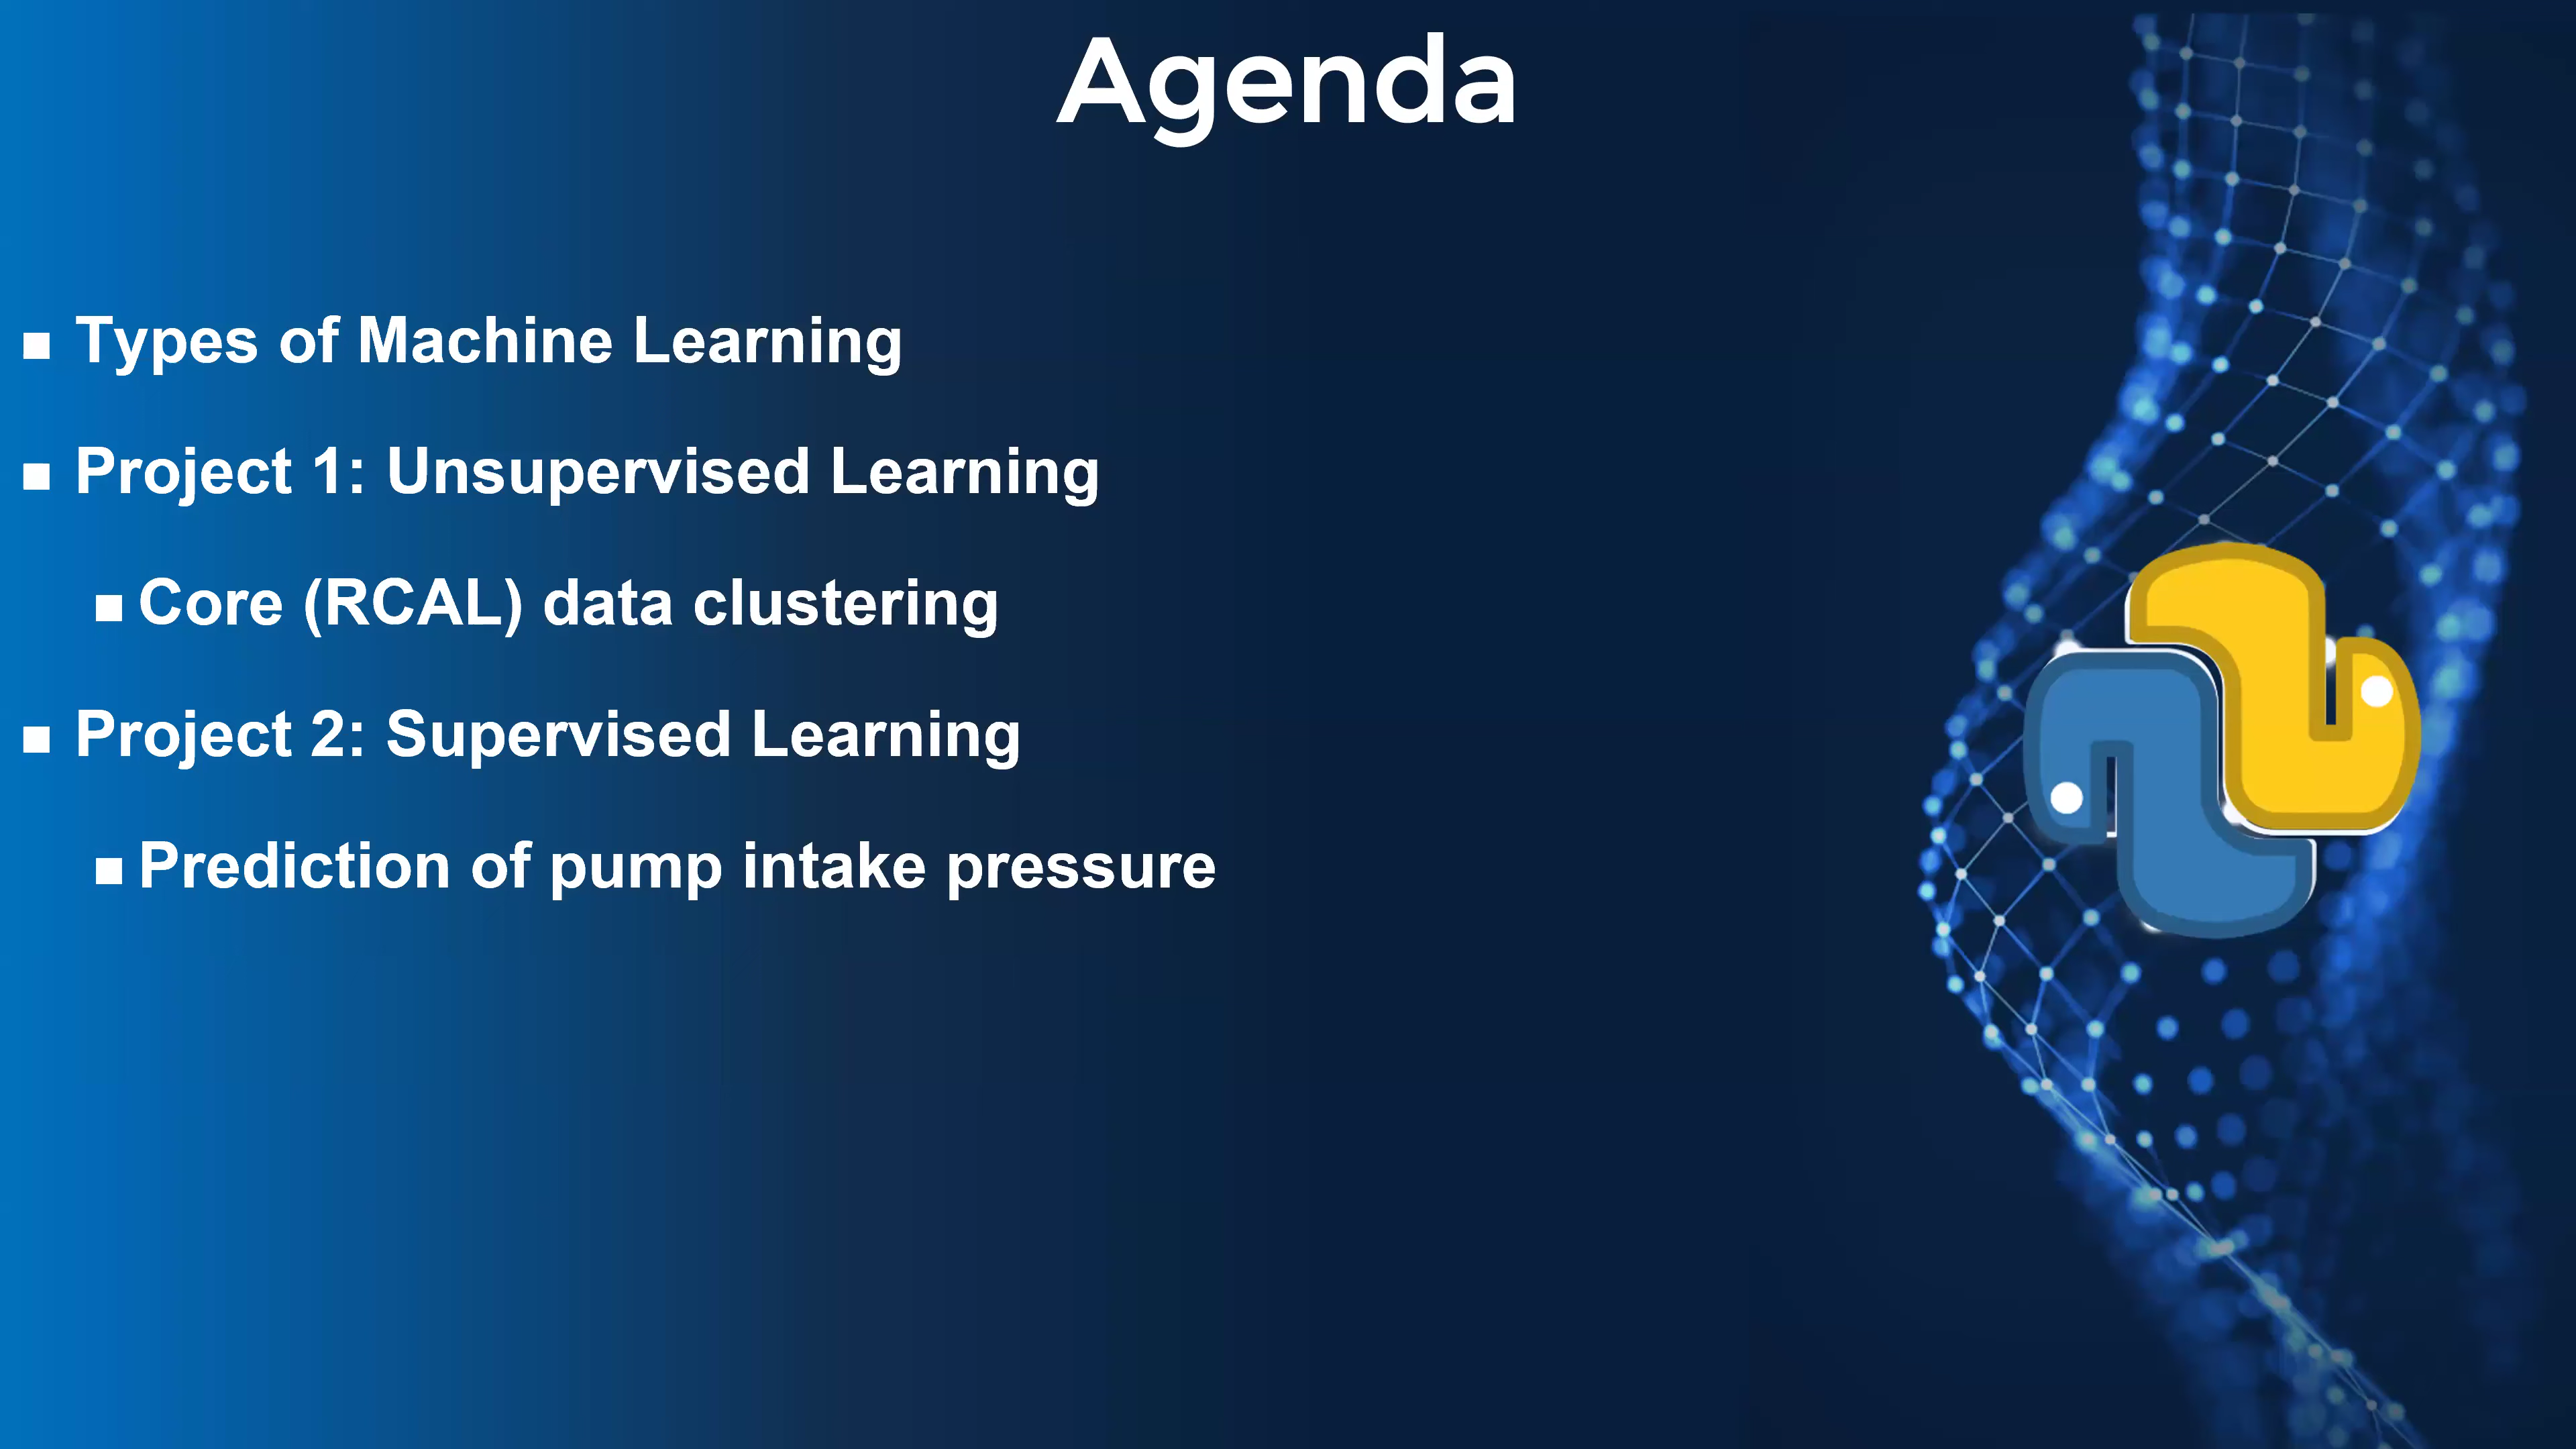 Agenda
Types of Machine Learning
Project 1: Unsupervised Learning
Core (RCAL) data clustering
Project 2: Supervised Learning
Prediction of pump intake pressure